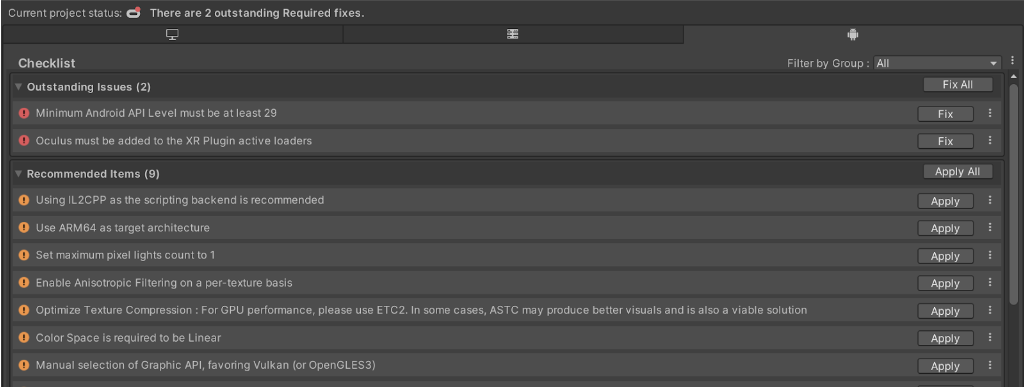 Current project status: There are 2 outstanding Required fixes.
Checklist Filter by Group : All
Outstanding Issues (2) Fix All
Minimum Android API Level must be at least 29 Fix
Oculus must be added to the XR Plugin active loaders Fix
Recommended Items (9) Apply All
Using IL2CPP as the scripting backend is recommended Apply
Use ARM64 as target architecture Apply
Set maximum pixel lights count to 1 Apply
Enable Anisotropic Filtering on a per-texture basis Apply
Optimize Texture Compression : For GPU performance, please use ETC2. In some cases, ASTC may produce better visuals and is also a viable solution Apply
Color Space is required to be Linear Apply
Manual selection of Graphic API, favoring Vulkan (or OpenGLES3) Apply